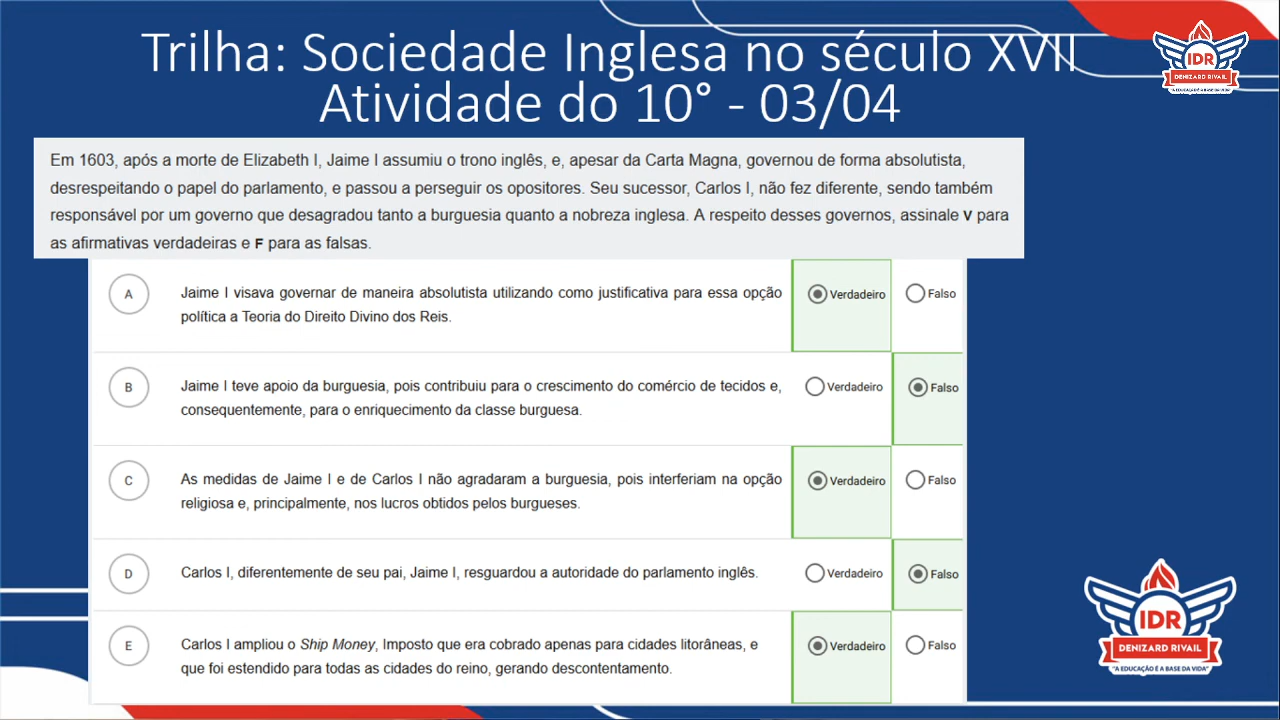 Trilha: Sociedade Inglesa no século XVII
Atividade do 10° - 03/04
IDR
DENIZARD RIVAIL
"A EDUCAÇÃO É A BASE DA VIDA"
Em 1603, após a morte de Elizabeth I, Jaime I assumiu o trono inglês, e, apesar da Carta Magna, governou de forma absolutista,
desrespeitando o papel do parlamento, e passou a perseguir os opositores. Seu sucessor, Carlos I, não fez diferente, sendo também
responsável por um governo que desagradou tanto a burguesia quanto a nobreza inglesa. A respeito desses governos, assinale V para
as afirmativas verdadeiras e F para as falsas.
A
Jaime I visava governar de maneira absolutista utilizando como justificativa para essa opção
política a Teoria do Direito Divino dos Reis.
Verdadeiro
Falso
B
Jaime I teve apoio da burguesia, pois contribuiu para o crescimento do comércio de tecidos e,
consequentemente, para o enriquecimento da classe burguesa.
Verdadeiro
Falso
C
As medidas de Jaime I e de Carlos I não agradaram a burguesia, pois interferiam na opção
religiosa e, principalmente, nos lucros obtidos pelos burgueses.
Verdadeiro
Falso
D
Carlos I, diferentemente de seu pai, Jaime I, resguardou a autoridade do parlamento inglês.
Verdadeiro
Falso
E
Carlos I ampliou o Ship Money, Imposto que era cobrado apenas para cidades litorâneas, e
que foi estendido para todas as cidades do reino, gerando descontentamento.
Verdadeiro
Falso
IDR
DENIZARD RIVAIL
"A EDUCAÇÃO É A BASE DA VIDA"